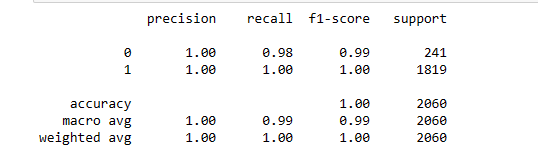 precision recall f1-score support
0 1.00 0.98 0.99 241
1 1.00 1.00 1.00 1819
accuracy 1.00 2060
macro avg 1.00 0.99 0.99 2060
weighted avg 1.00 1.00 1.00 2060